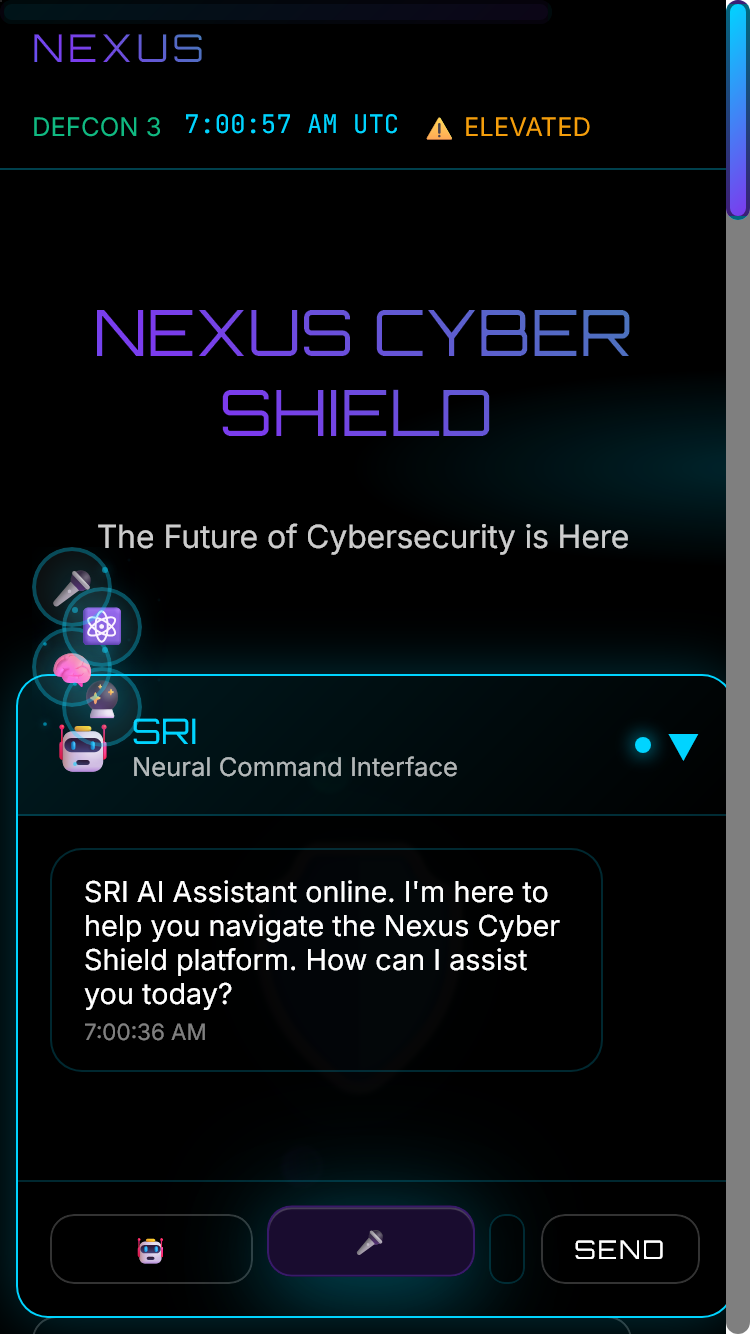 NEXUS
DEFCON 3 7:00:57 AM UTC ⚠️ ELEVATED
NEXUS CYBER
SHIELD
The Future of Cybersecurity is Here
SRI
Neural Command Interface
SRI AI Assistant online. I'm here to
help you navigate the Nexus Cyber
Shield platform. How can I assist
you today?
7:00:36 AM
SEND